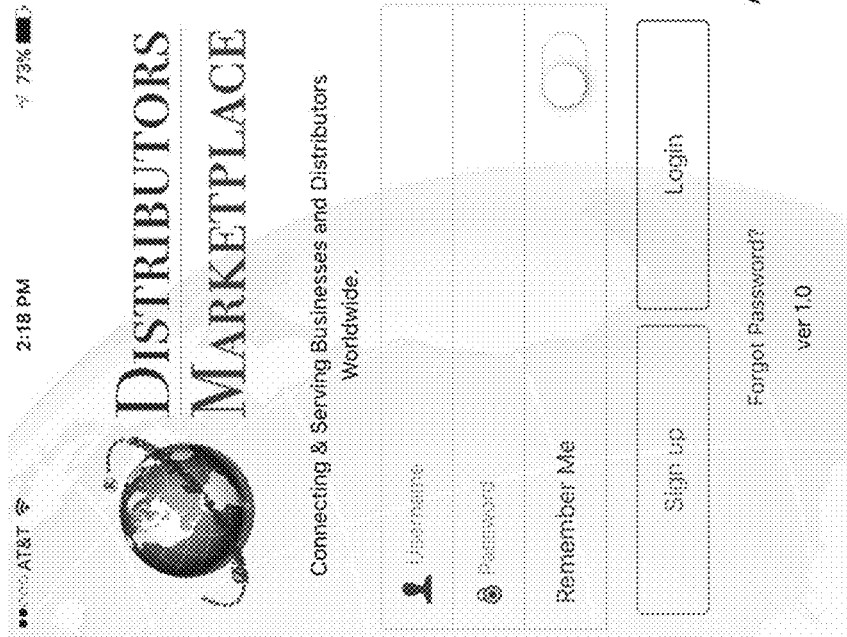 AT&T 2:18 PM 73%
DISTRIBUTORS
MARKETPLACE
Connecting & Serving Businesses and Distributors
Worldwide.
Username
Password
Remember Me
Sign up Login
Forgot Password?
ver 1.0